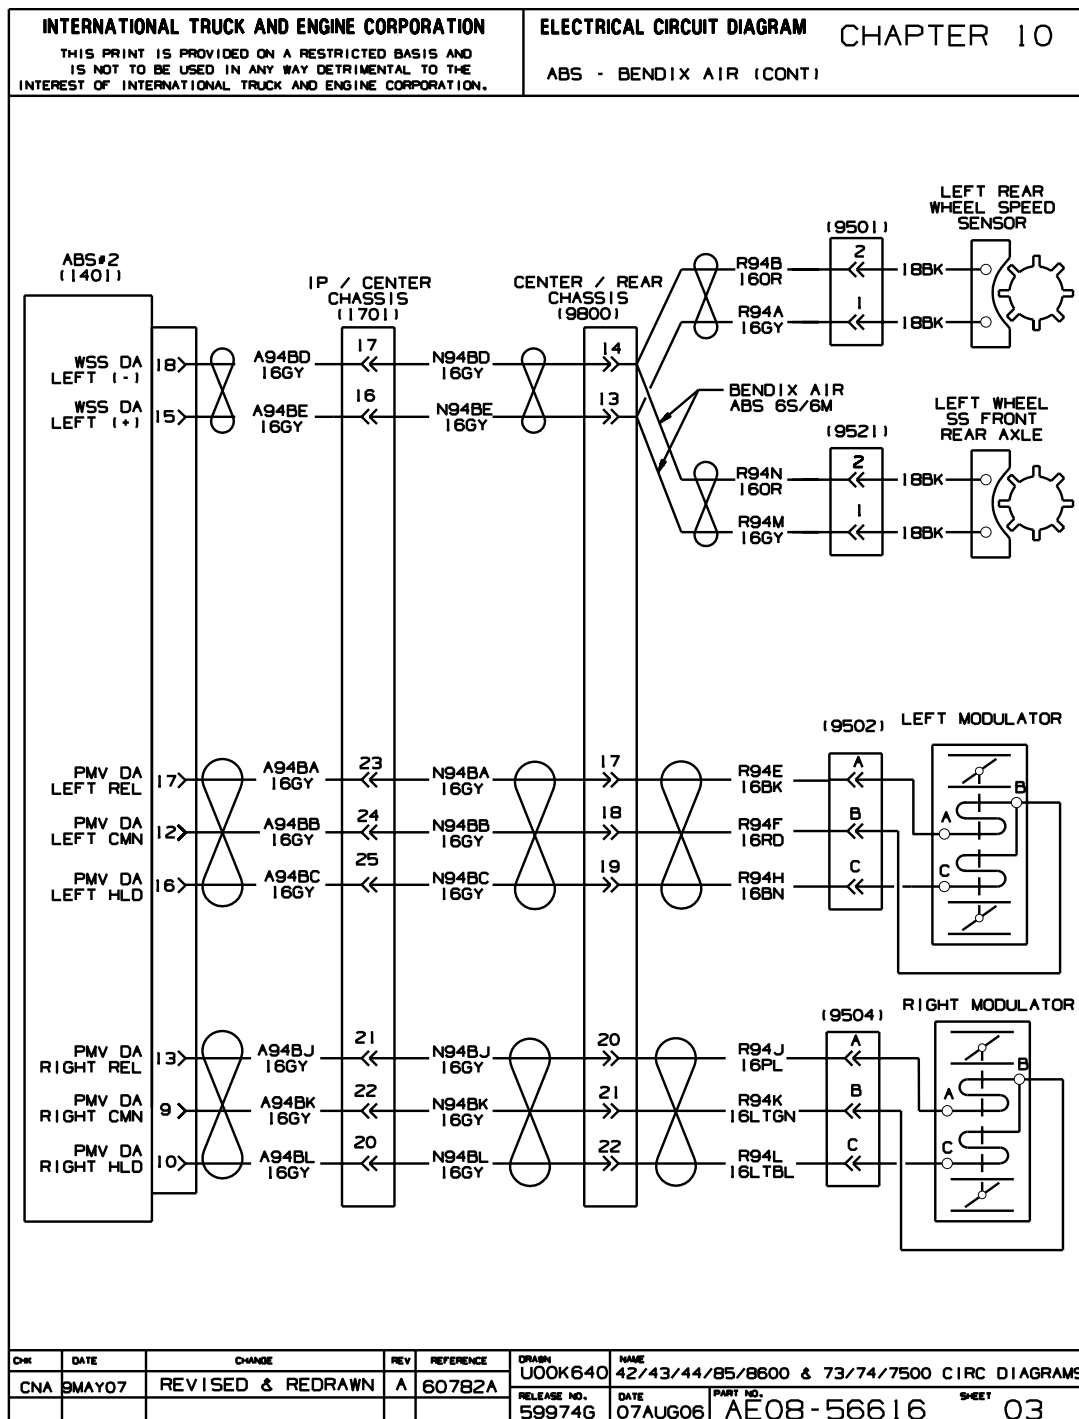 INTERNATIONAL TRUCK AND ENGINE CORPORATION
THIS PRINT IS PROVIDED ON A RESTRICTED BASIS AND
IS NOT TO BE USED IN ANY WAY DETRIMENTAL TO THE
INTEREST OF INTERNATIONAL TRUCK AND ENGINE CORPORATION.
ELECTRICAL CIRCUIT DIAGRAM
CHAPTER 10
ABS - BENDIX AIR (CONT)
LEFT REAR
WHEEL SPEED
SENSOR
(9501)
ABS#2
(1401)
IP / CENTER
CHASSIS
(1701)
CENTER / REAR
CHASSIS
(9800)
R94B
16OR
2
18BK
R94A
16GY
1
18BK
WSS DA
LEFT (-)
18
A94BD
16GY
17
N94BD
16GY
14
WSS DA
LEFT (+)
15
A94BE
16GY
16
N94BE
16GY
13
BENDIX AIR
ABS 6S/6M
LEFT WHEEL
SS FRONT
REAR AXLE
(9521)
R94N
16OR
2
18BK
R94M
16GY
1
18BK
(9502)
LEFT MODULATOR
PMV DA
LEFT REL
17
A94BA
16GY
23
N94BA
16GY
17
R94E
16BK
A
B
PMV DA
LEFT CMN
12
A94BB
16GY
24
N94BB
16GY
18
R94F
16RD
B
A
PMV DA
LEFT HLD
16
A94BC
16GY
25
N94BC
16GY
19
R94H
16BN
C
C
(9504)
RIGHT MODULATOR
PMV DA
RIGHT REL
13
A94BJ
16GY
21
N94BJ
16GY
20
R94J
16PL
A
B
PMV DA
RIGHT CMN
9
A94BK
16GY
22
N94BK
16GY
21
R94K
16LTGN
B
A
PMV DA
RIGHT HLD
10
A94BL
16GY
20
N94BL
16GY
22
R94L
16LTBL
C
C
CHK DATE CHANGE REV REFERENCE
CNA 9MAY07 REVISED & REDRAWN A 60782A
DRAWN
U00K640
NAME
42/43/44/85/8600 & 73/74/7500 CIRC DIAGRAMS
RELEASE NO.
59974G
DATE
07AUG06
PART NO.
AE08-56616
SHEET
03